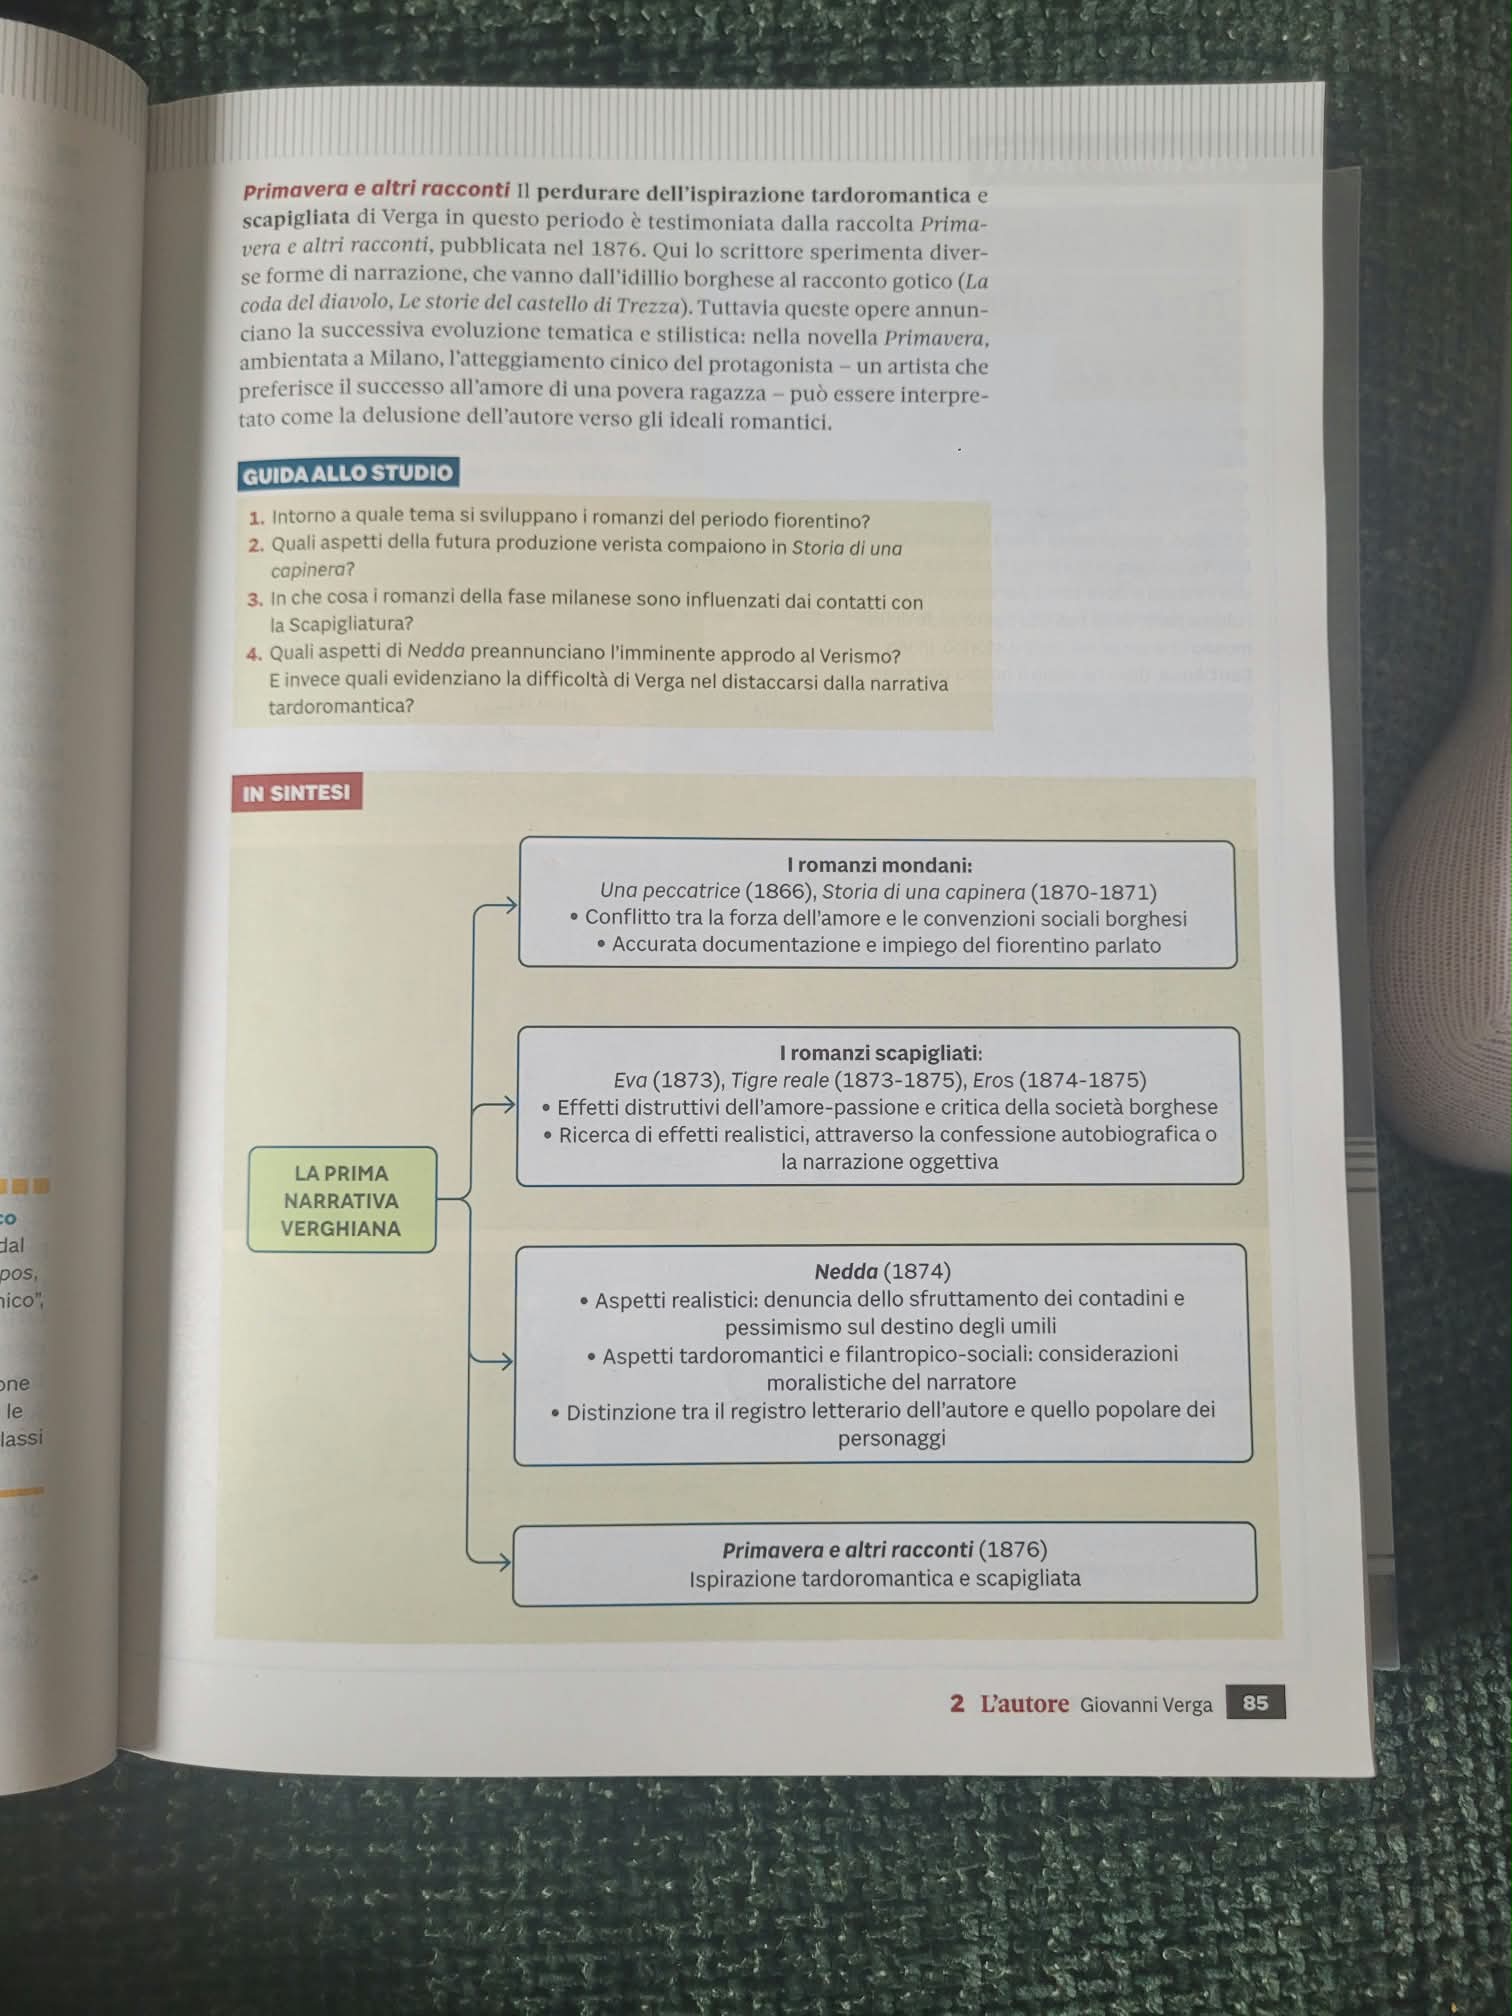 Primavera e altri racconti Il perdurare dell'ispirazione tardoromantica e
scapigliata di Verga in questo periodo è testimoniata dalla raccolta Prima-
vera e altri racconti, pubblicata nel 1876. Qui lo scrittore sperimenta diver-
se forme di narrazione, che vanno dall'idillio borghese al racconto gotico (La
coda del diavolo, Le storie del castello di Trezza). Tuttavia queste opere annun-
ciano la successiva evoluzione tematica e stilistica: nella novella Primavera,
ambientata a Milano, l'atteggiamento cinico del protagonista – un artista che
preferisce il successo all'amore di una povera ragazza – può essere interpre-
tato come la delusione dell'autore verso gli ideali romantici.
GUIDA ALLO STUDIO
1. Intorno a quale tema si sviluppano i romanzi del periodo fiorentino?
2. Quali aspetti della futura produzione verista compaiono in Storia di una
capinera?
3. In che cosa i romanzi della fase milanese sono influenzati dai contatti con
la Scapigliatura?
4. Quali aspetti di Nedda preannunciano l'imminente approdo al Verismo?
E invece quali evidenziano la difficoltà di Verga nel distaccarsi dalla narrativa
tardoromantica?
IN SINTESI
LA PRIMA
NARRATIVA
VERGHIANA
I romanzi mondani:
Una peccatrice (1866), Storia di una capinera (1870-1871)
• Conflitto tra la forza dell'amore e le convenzioni sociali borghesi
• Accurata documentazione e impiego del fiorentino parlato
I romanzi scapigliati:
Eva (1873), Tigre reale (1873-1875), Eros (1874-1875)
• Effetti distruttivi dell'amore-passione e critica della società borghese
• Ricerca di effetti realistici, attraverso la confessione autobiografica o
la narrazione oggettiva
Nedda (1874)
• Aspetti realistici: denuncia dello sfruttamento dei contadini e
pessimismo sul destino degli umili
• Aspetti tardoromantici e filantropico-sociali: considerazioni
moralistiche del narratore
• Distinzione tra il registro letterario dell'autore e quello popolare dei
personaggi
Primavera e altri racconti (1876)
Ispirazione tardoromantica e scapigliata
2 L'autore Giovanni Verga 85
dal
pos,
le